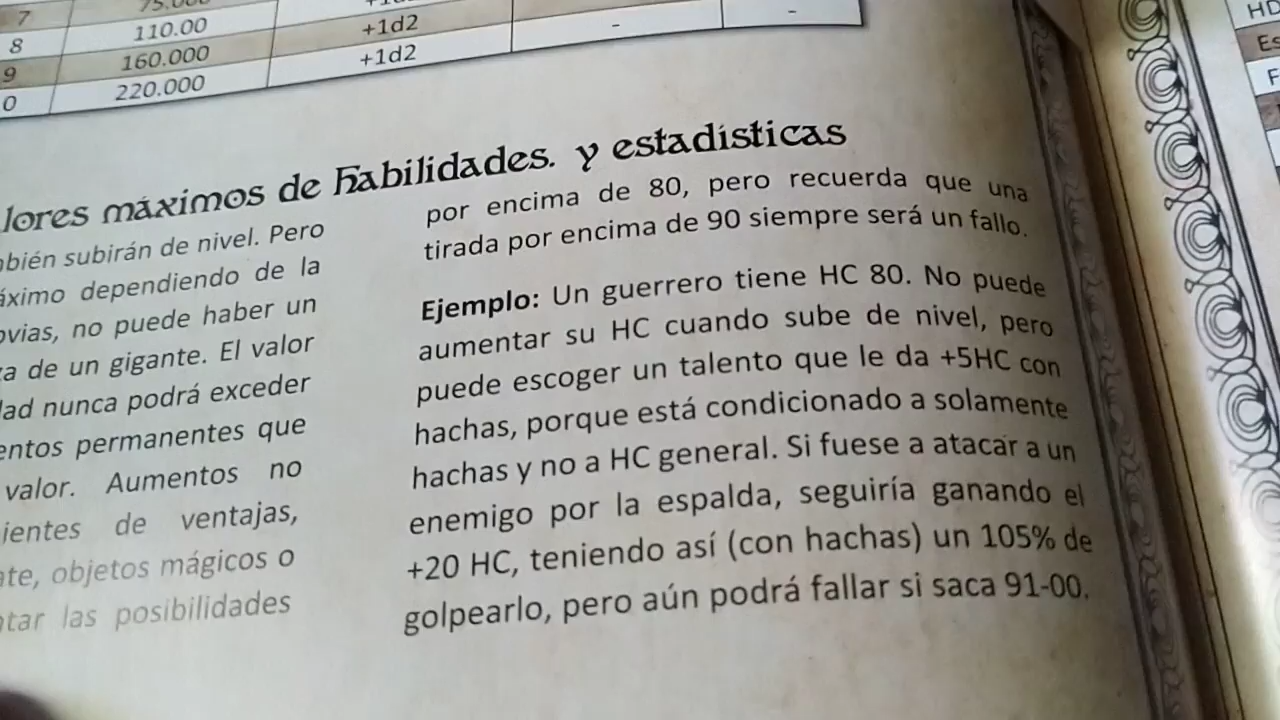 7 75.000
8 110.00 +1d2 - -
9 160.000 +1d2
0 220.000
lores máximos de habilidades. y estadísticas
bién subirán de nivel. Pero
áximo dependiendo de la
ovias, no puede haber un
za de un gigante. El valor
dad nunca podrá exceder
entos permanentes que
valor. Aumentos no
ientes de ventajas,
ate, objetos mágicos o
ntar las posibilidades
por encima de 80, pero recuerda que una
tirada por encima de 90 siempre será un fallo.
Ejemplo: Un guerrero tiene HC 80. No puede
aumentar su HC cuando sube de nivel, pero
puede escoger un talento que le da +5HC con
hachas, porque está condicionado a solamente
hachas y no a HC general. Si fuese a atacar a un
enemigo por la espalda, seguiría ganando el
+20 HC, teniendo así (con hachas) un 105% de
golpearlo, pero aún podrá fallar si saca 91-00.
HD
Es
F